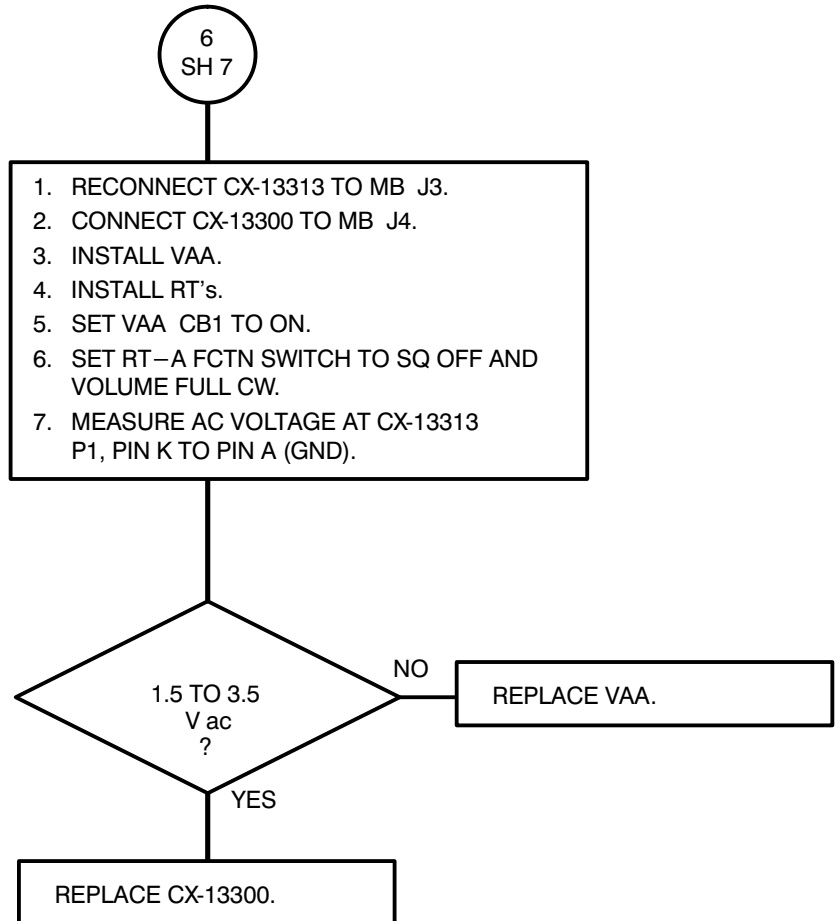 6
SH 7
1. RECONNECT CX-13313 TO MB J3.
2. CONNECT CX-13300 TO MB J4.
3. INSTALL VAA.
4. INSTALL RT's.
5. SET VAA CB1 TO ON.
6. SET RT−A FCTN SWITCH TO SQ OFF AND
VOLUME FULL CW.
7. MEASURE AC VOLTAGE AT CX-13313
P1, PIN K TO PIN A (GND).
1.5 TO 3.5
V ac
?
NO
REPLACE VAA.
YES
REPLACE CX-13300.